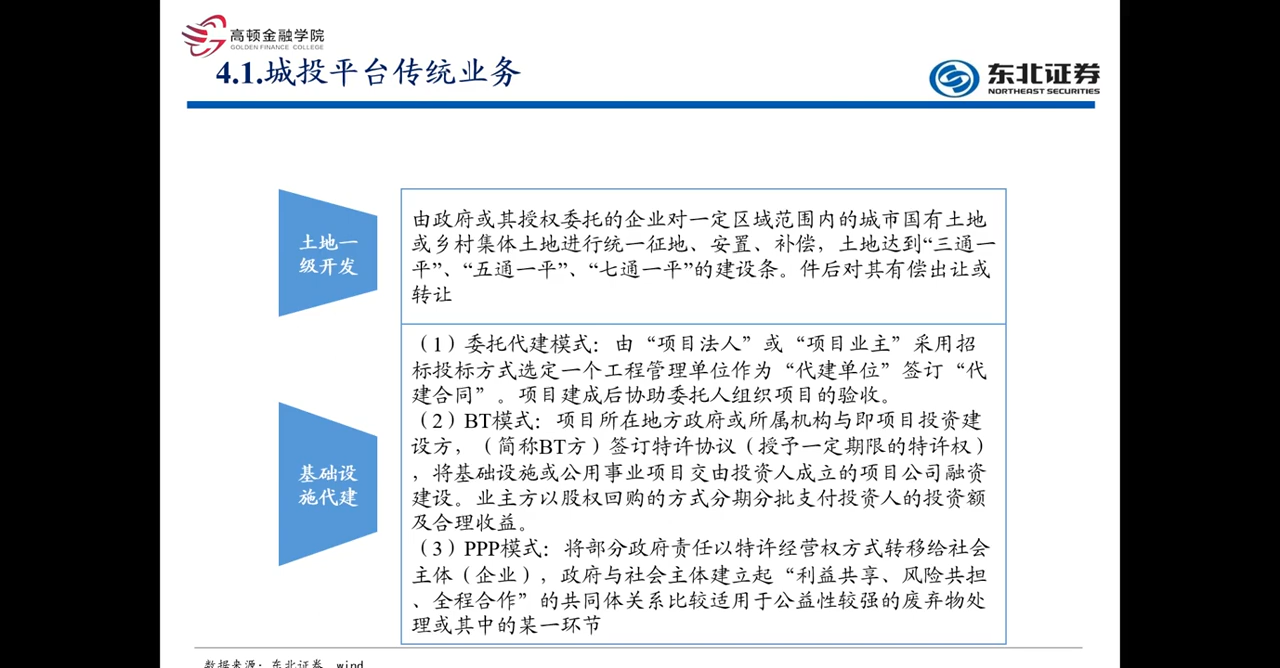 高顿金融学院
GOLDEN FINANCE COLLEGE
4.1.城投平台传统业务
东北证券
NORTHEAST SECURITIES
土地一
级开发
由政府或其授权委托的企业对一定区域范围内的城市国有土地
或乡村集体土地进行统一征地、安置、补偿，土地达到“三通一
平”、“五通一平”、“七通一平”的建设条。件后对其有偿出让或
转让
基础设
施代建
（1）委托代建模式：由“项目法人”或“项目业主”采用招
标投标方式选定一个工程管理单位作为“代建单位”签订“代
建合同”。项目建成后协助委托人组织项目的验收。
（2）BT模式：项目所在地方政府或所属机构与即项目投资建
设方，（简称BT方）签订特许协议（授予一定期限的特许权）
，将基础设施或公用事业项目交由投资人成立的项目公司融资
建设。业主方以股权回购的方式分期分批支付投资人的投资额
及合理收益。
（3）PPP模式：将部分政府责任以特许经营权方式转移给社会
主体（企业），政府与社会主体建立起“利益共享、风险共担
、全程合作”的共同体关系比较适用于公益性较强的废弃物处
理或其中的某一环节
数据来源：东北证券，wind